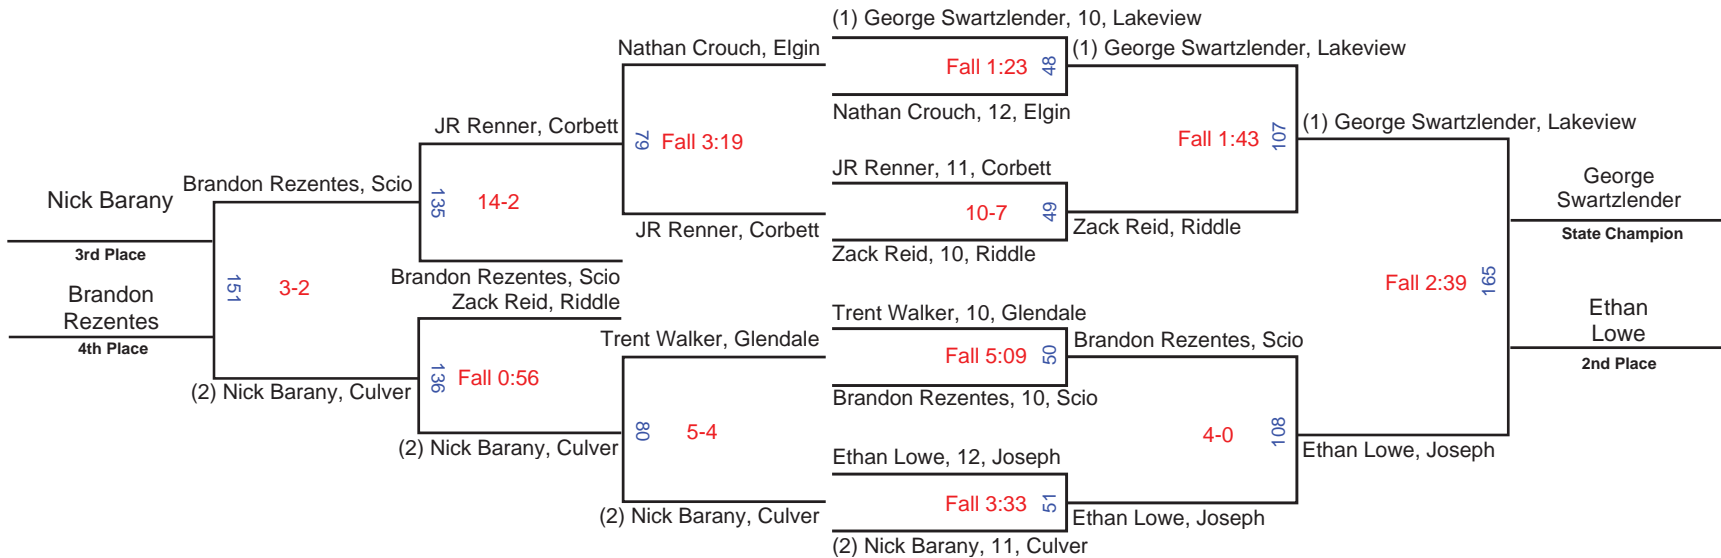 (1) George Swartzlender, 10, Lakeview
Nathan Crouch, Elgin
(1) George Swartzlender, Lakeview
Fall 1:23
48
Nathan Crouch, 12, Elgin
JR Renner, Corbett
79
Fall 3:19
Fall 1:43
107
(1) George Swartzlender, Lakeview
JR Renner, 11, Corbett
Brandon Rezentes, Scio
135
14-2
10-7
49
JR Renner, Corbett
Zack Reid, Riddle
Zack Reid, 10, Riddle
Nick Barany
3rd Place
George
Swartzlender
State Champion
Brandon Rezentes, Scio
Zack Reid, Riddle
151
3-2
Fall 2:39
165
Brandon
Rezentes
4th Place
Trent Walker, 10, Glendale
Trent Walker, Glendale
Brandon Rezentes, Scio
Fall 5:09
50
Ethan
Lowe
2nd Place
136
Fall 0:56
(2) Nick Barany, Culver
Brandon Rezentes, 10, Scio
80
5-4
4-0
108
(2) Nick Barany, Culver
Ethan Lowe, 12, Joseph
Ethan Lowe, Joseph
Fall 3:33
51
(2) Nick Barany, Culver
Ethan Lowe, Joseph
(2) Nick Barany, 11, Culver